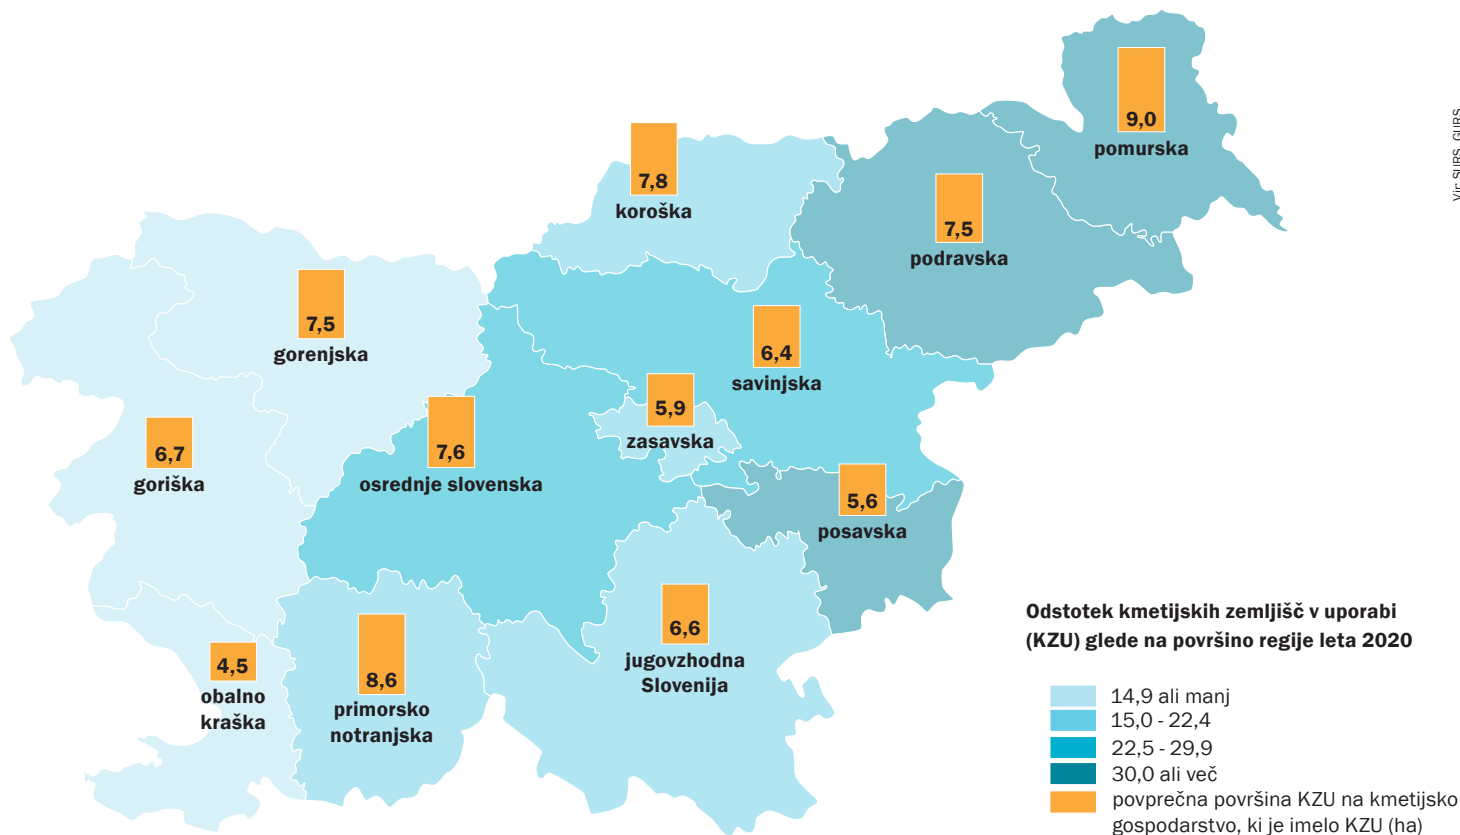 9,0
pomurska
Vir: SURS, GURS
7,8
koroška
7,5
podravska
7,5
gorenjska
6,4
savinjska
5,9
zasavska
6,7
goriška
7,6
osrednje slovenska
5,6
posavska
6,6
jugovzhodna
Slovenija
4,5
obalno
kraška
8,6
primorsko
notranjska
Odstotek kmetijskih zemljišč v uporabi
(KZU) glede na površino regije leta 2020
14,9 ali manj
15,0 - 22,4
22,5 - 29,9
30,0 ali več
povprečna površina KZU na kmetijsko
gospodarstvo, ki je imelo KZU (ha)